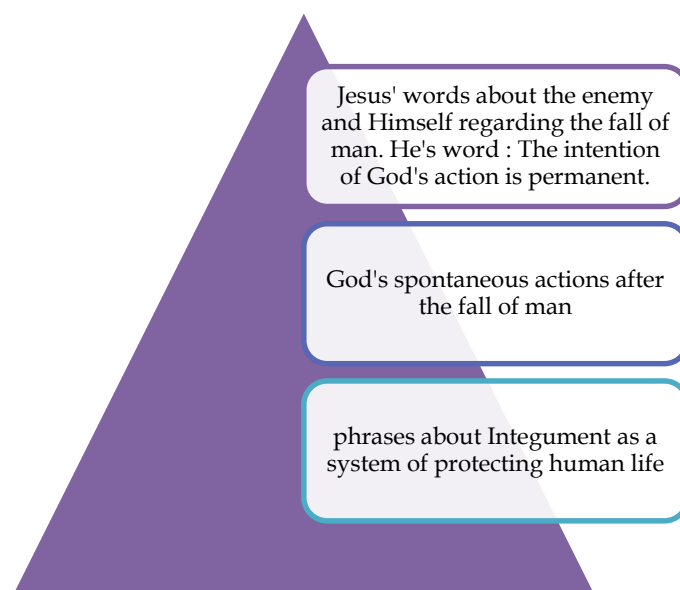 Jesus' words about the enemy
and Himself regarding the fall of
man. He's word : The intention
of God's action is permanent.
God's spontaneous actions after
the fall of man
phrases about Integument as a
system of protecting human life